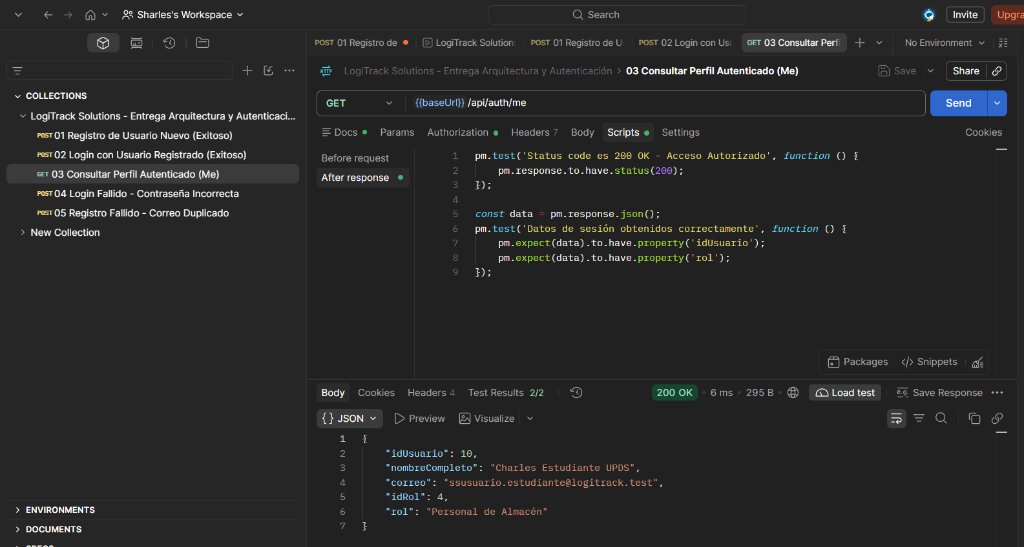 Sharles's Workspace
Search
Invite
Upgra
POST 01 Registro de
LogiTrack Solution
POST 01 Registro de U
POST 02 Login con Us
GET 03 Consultar Perf
No Environment
COLLECTIONS
LogiTrack Solutions - Entrega Arquitectura y Autenticaci...
POST 01 Registro de Usuario Nuevo (Exitoso)
POST 02 Login con Usuario Registrado (Exitoso)
GET 03 Consultar Perfil Autenticado (Me)
POST 04 Login Fallido - Contraseña Incorrecta
POST 05 Registro Fallido - Correo Duplicado
New Collection
ENVIRONMENTS
DOCUMENTS
HTTP LogiTrack Solutions - Entrega Arquitectura y Autenticación > 03 Consultar Perfil Autenticado (Me)
Save
Share
GET {{baseUrl}} /api/auth/me
Send
Docs Params Authorization Headers 7 Body Scripts Settings Cookies
Before request
After response
1 pm.test('Status code es 200 OK - Acceso Autorizado', function () {
2 pm.response.to.have.status(200);
3 });
4
5 const data = pm.response.json();
6 pm.test('Datos de sesión obtenidos correctamente', function () {
7 pm.expect(data).to.have.property('idUsuario');
8 pm.expect(data).to.have.property('rol');
9 });
Packages </> Snippets
Body Cookies Headers 4 Test Results 2/2
200 OK • 6 ms • 295 B
Load test
Save Response
{} JSON Preview Visualize
1 {
2 "idUsuario": 10,
3 "nombreCompleto": "Charles Estudiante UPDS",
4 "correo": "ssusuario.estudiante@logitrack.test",
5 "idRol": 4,
6 "rol": "Personal de Almacén"
7 }